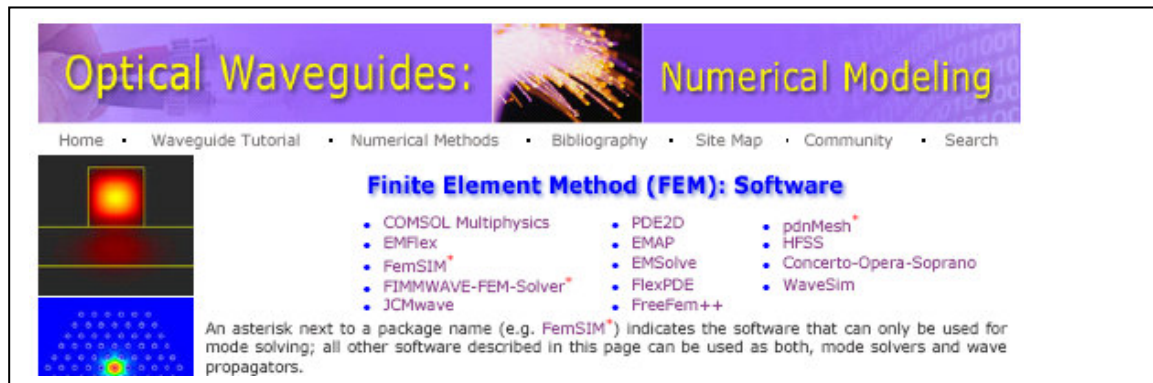 Optical Waveguides: Numerical Modeling
Home • Waveguide Tutorial • Numerical Methods • Bibliography • Site Map • Community • Search
Finite Element Method (FEM): Software
• COMSOL Multiphysics
• EMFlex
• FemSIM*
• FIMMWAVE-FEM-Solver*
• JCMwave
• PDE2D
• EMAP
• EMSolve
• FlexPDE
• FreeFem++
• pdnMesh*
• HFSS
• Concerto-Opera-Soprano
• WaveSim
An asterisk next to a package name (e.g. FemSIM*) indicates the software that can only be used for
mode solving; all other software described in this page can be used as both, mode solvers and wave
propagators.